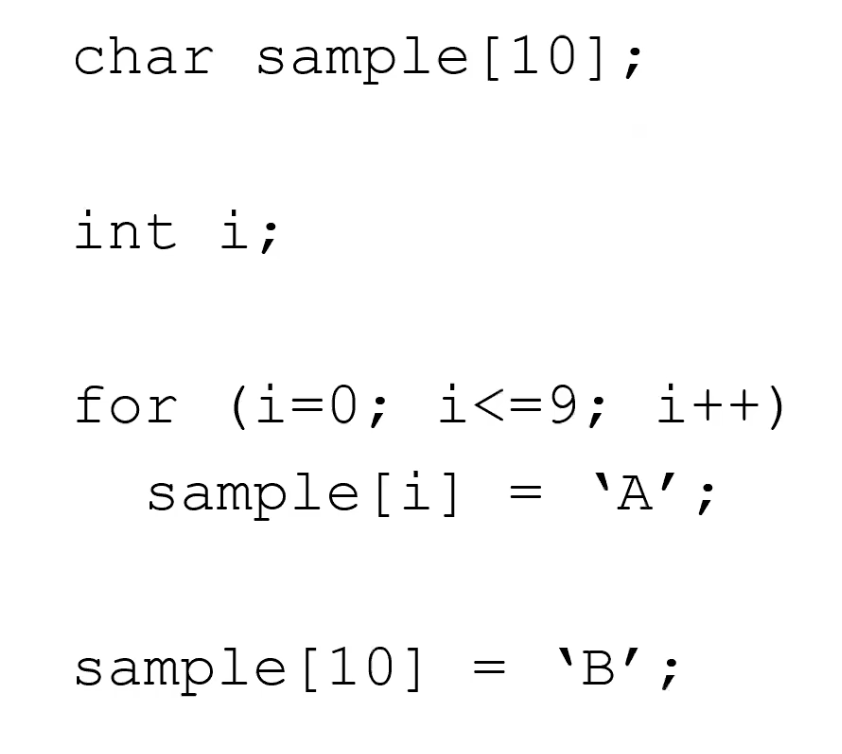 char sample[10];
int i;
for (i=0; i<=9; i++)
sample[i] = ‘A’;
sample[10] = ‘B’;